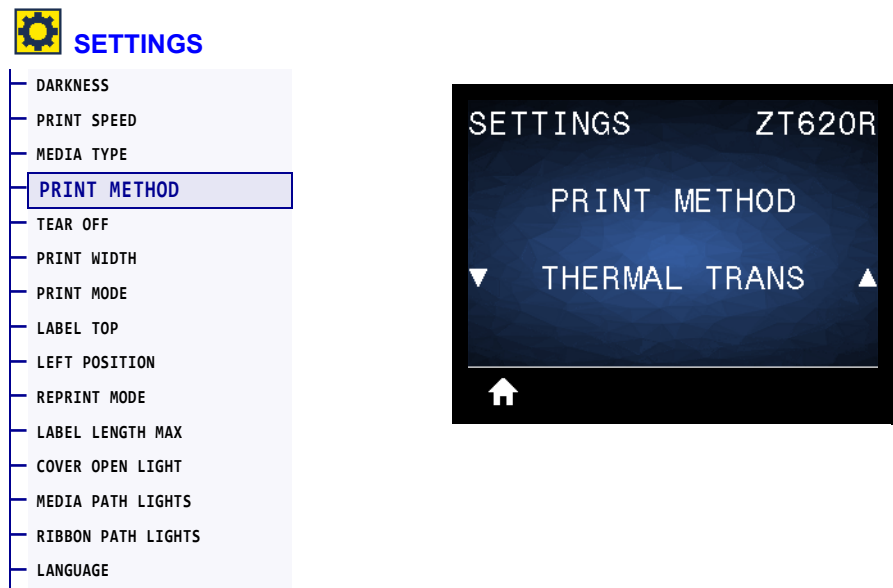 SETTINGS
DARKNESS
PRINT SPEED
MEDIA TYPE
PRINT METHOD
TEAR OFF
PRINT WIDTH
PRINT MODE
LABEL TOP
LEFT POSITION
REPRINT MODE
LABEL LENGTH MAX
COVER OPEN LIGHT
MEDIA PATH LIGHTS
RIBBON PATH LIGHTS
LANGUAGE
SETTINGS ZT620R
PRINT METHOD
THERMAL TRANS